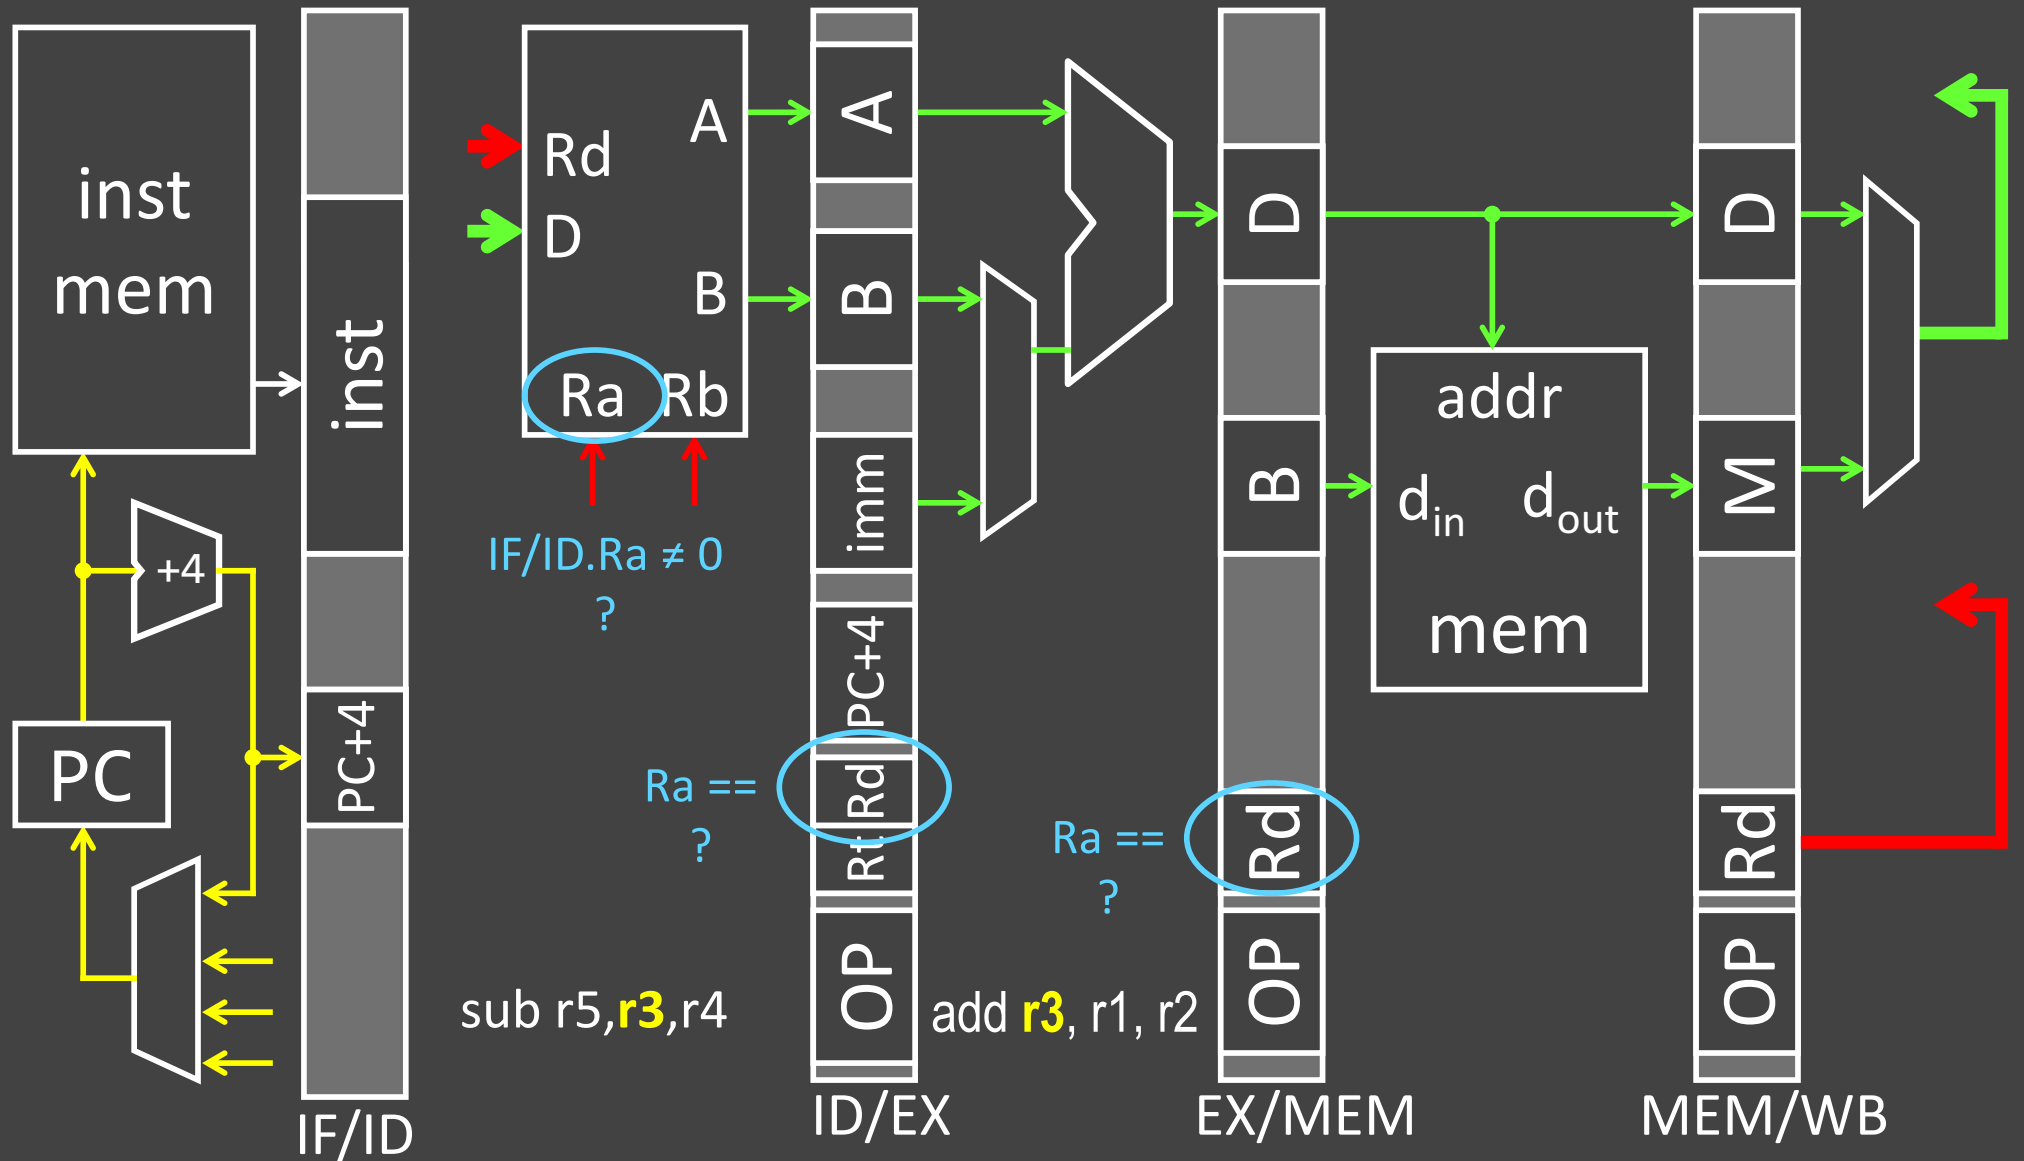 inst
mem
+4
PC
inst
PC+4
IF/ID
Rd
D
A
B
Ra Rb
IF/ID.Ra ≠ 0
?
Ra ==
?
sub r5,r3,r4
A
B
imm
PC+4
Rd
Rt
OP
ID/EX
add r3, r1, r2
Ra ==
?
D
B
Rd
OP
EX/MEM
addr
din dout
mem
D
M
Rd
OP
MEM/WB